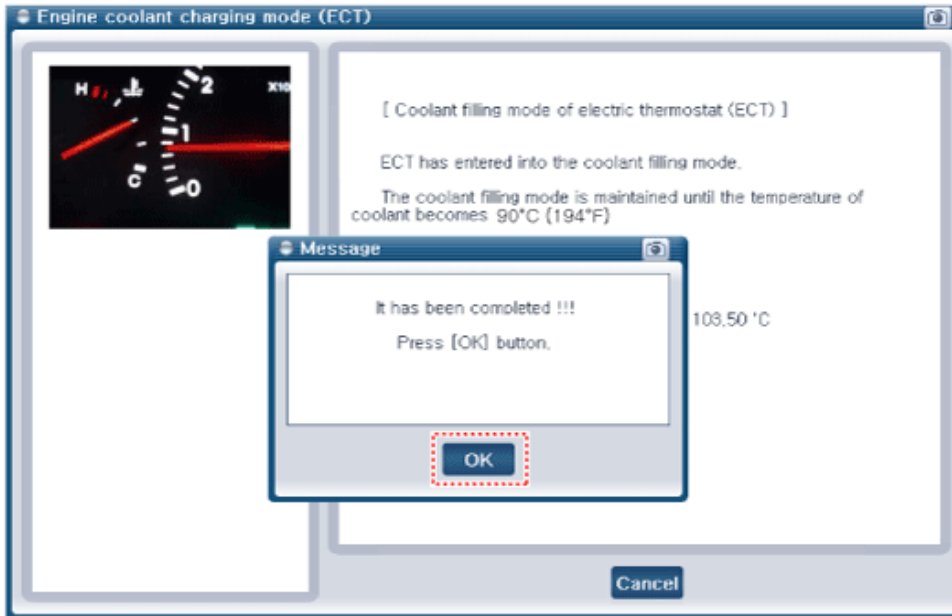 Engine coolant charging mode (ECT)
H
2
X10
1
C
0
[ Coolant filling mode of electric thermostat (ECT) ]
ECT has entered into the coolant filling mode.
The coolant filling mode is maintained until the temperature of
coolant becomes 90°C {194°F}
103.50 °C
Message
It has been completed !!!
Press [OK] button.
OK
Cancel